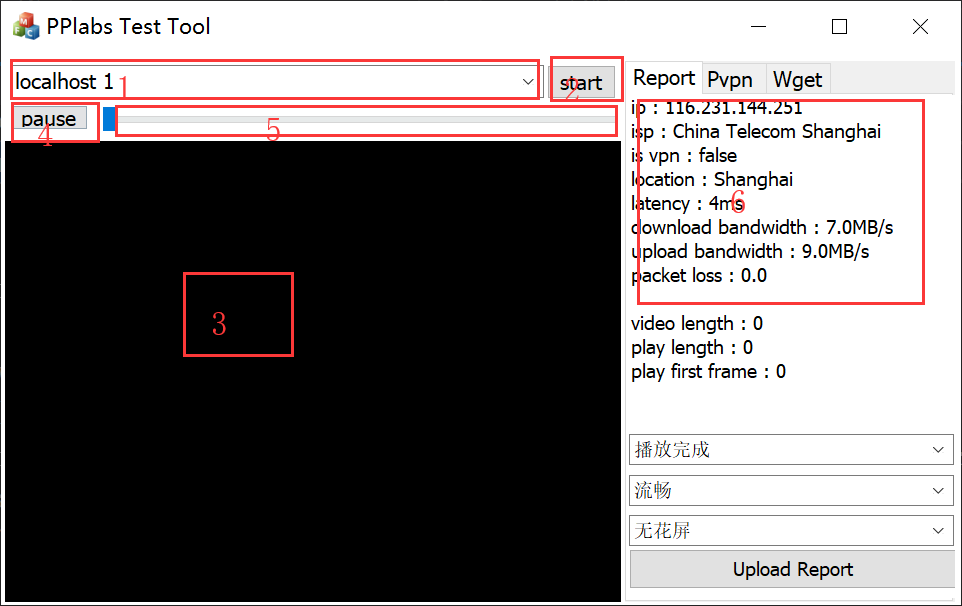 PPlabs Test Tool
localhost 1
1
start
2
pause
4
5
3
Report
Pvpn
Wget
ip : 116.231.144.251
isp : China Telecom Shanghai
is vpn : false
location : Shanghai
latency : 4ms
6
download bandwidth : 7.0MB/s
upload bandwidth : 9.0MB/s
packet loss : 0.0
video length : 0
play length : 0
play first frame : 0
播放完成
流畅
无花屏
Upload Report